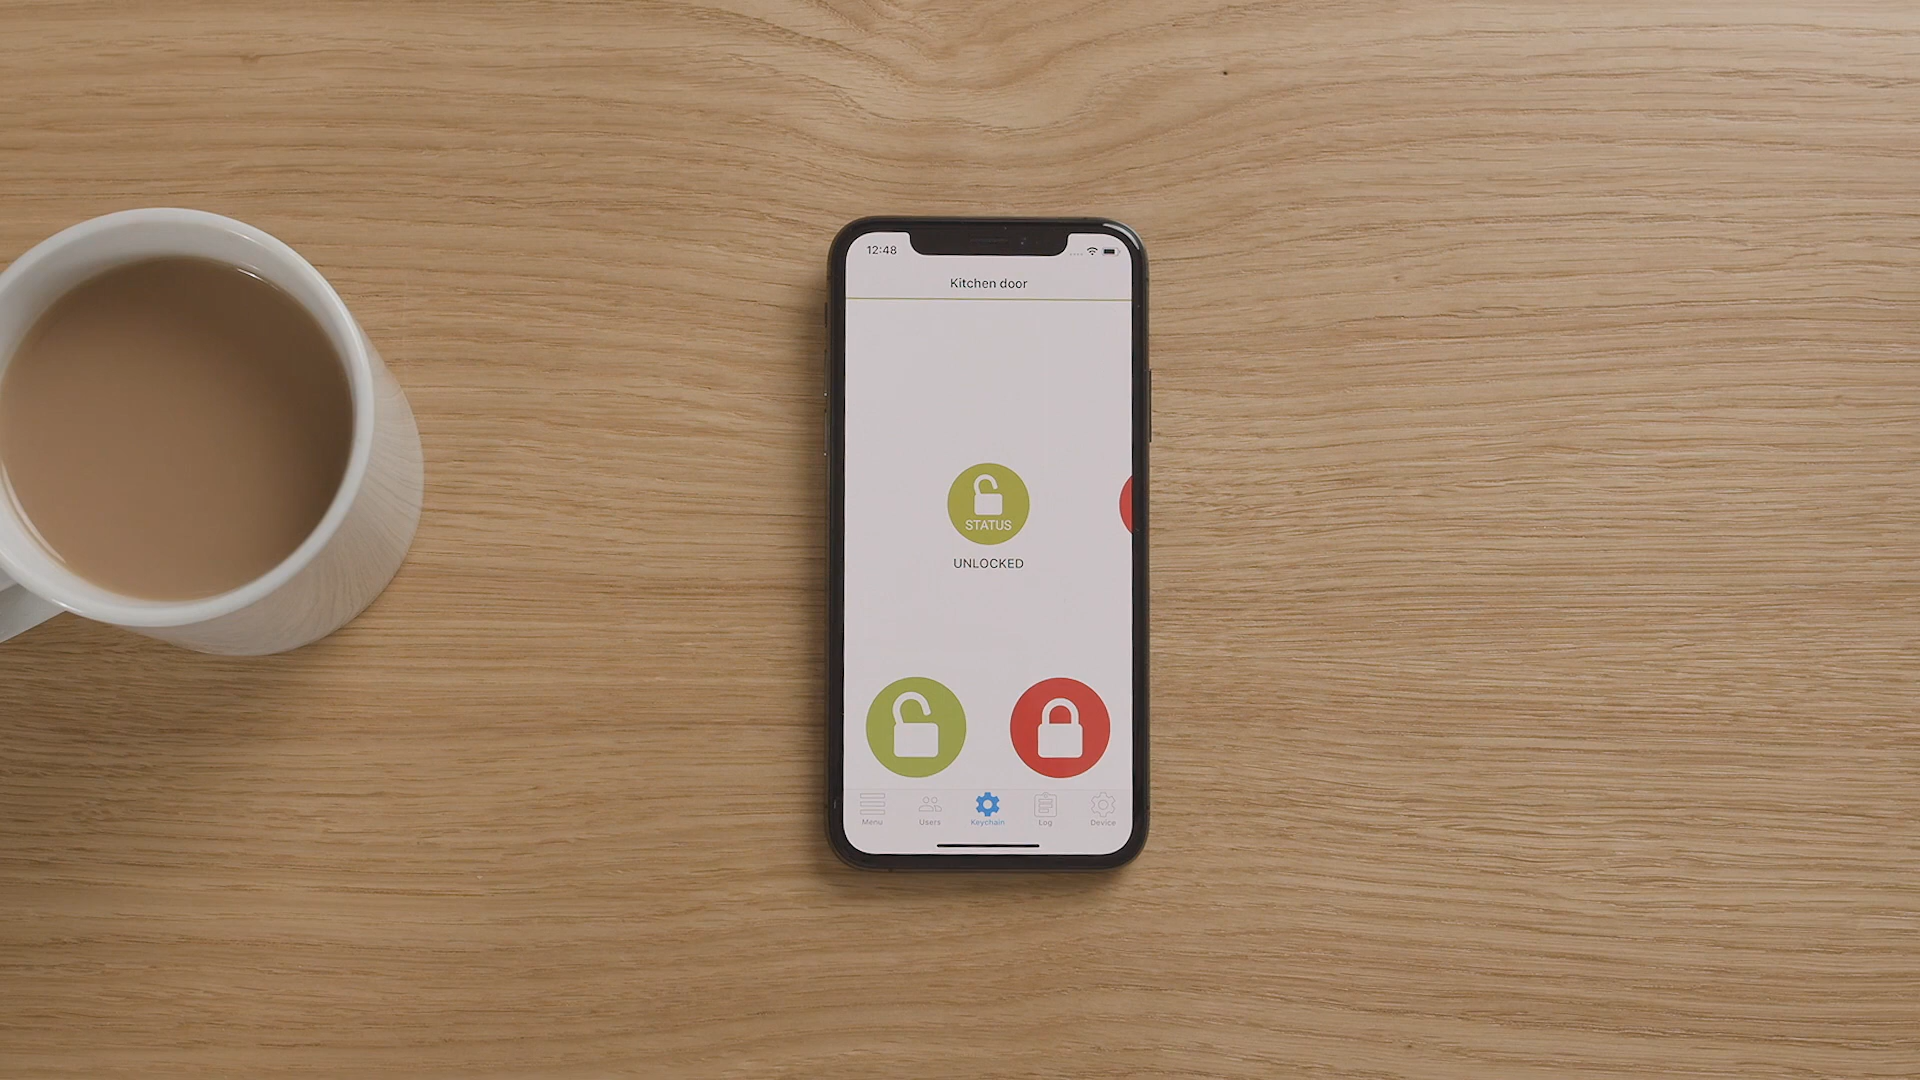 12:48
Kitchen door
STATUS
UNLOCKED
Menu
Users
Keychain
Log
Device